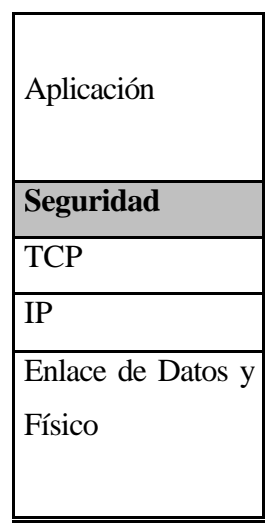 Aplicación
Seguridad
TCP
IP
Enlace de Datos y
Físico